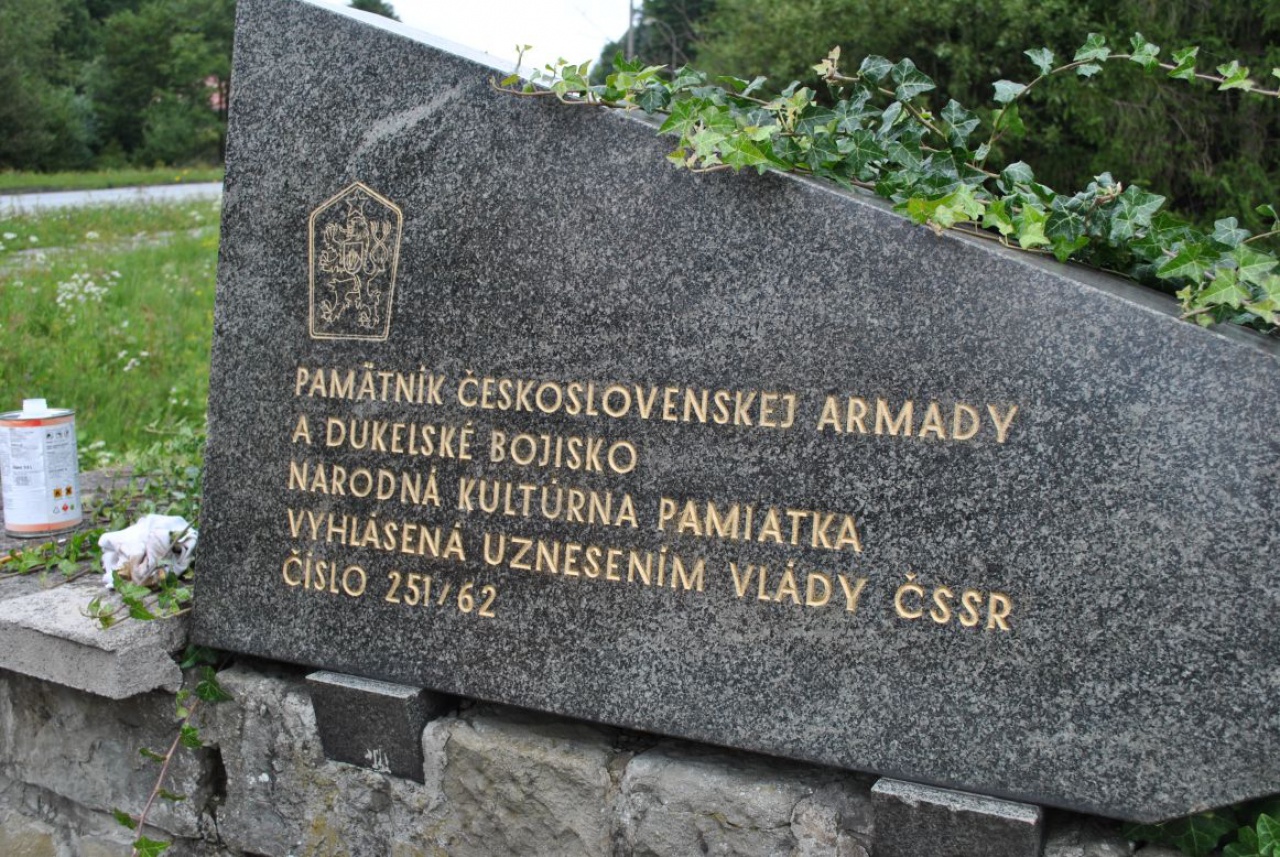 PAMÄTNÍK ČESKOSLOVENSKEJ ARMADY
A DUKELSKÉ BOJISKO
NARODNÁ KULTÚRNA PAMIATKA
VYHLÁSENÁ UZNESENÍM VLÁDY ČSSR
ČÍSLO 251/62